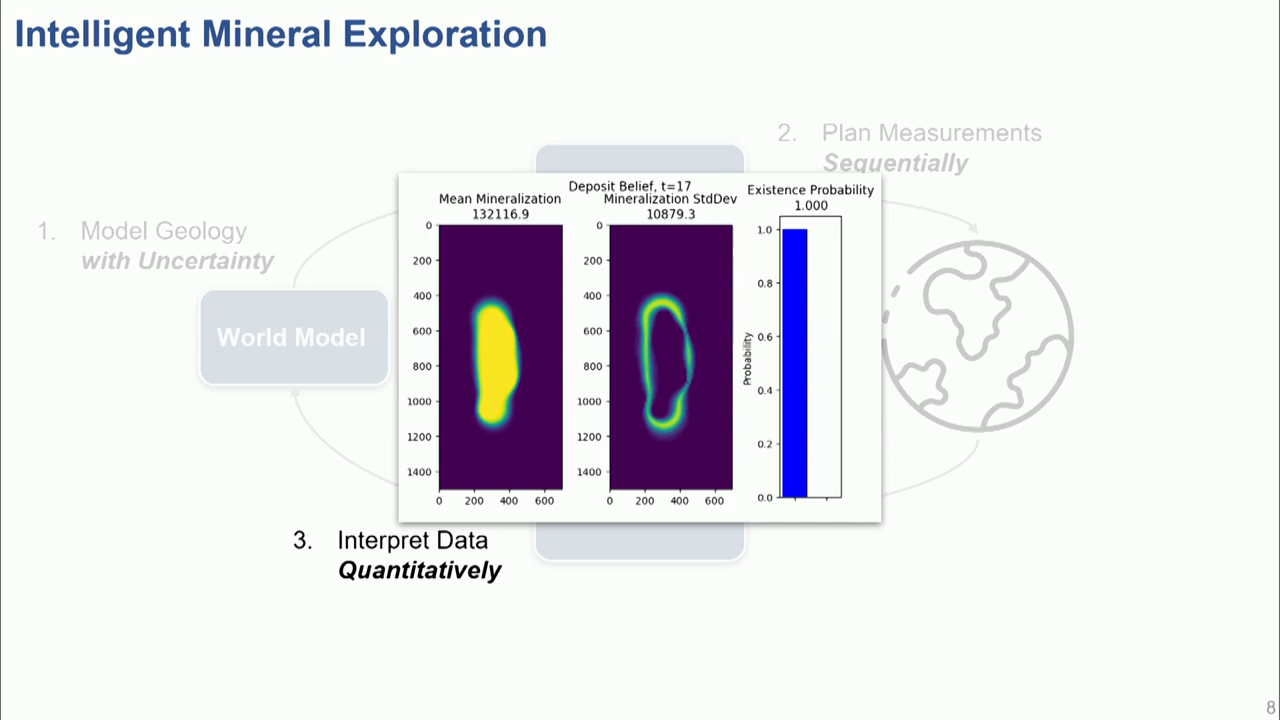 Intelligent Mineral Exploration
2. Plan Measurements
Sequentially
1. Model Geology
with Uncertainty
World Model
Deposit Belief, t=17
Mean Mineralization
132116.9
Mineralization StdDev
10879.3
Existence Probability
1.000
0
200
400
600
800
1000
1200
1400
0 200 400 600
0
200
400
600
800
1000
1200
1400
0 200 400 600
Probability
1.0
0.8
0.6
0.4
0.2
0.0
3. Interpret Data
Quantitatively
8